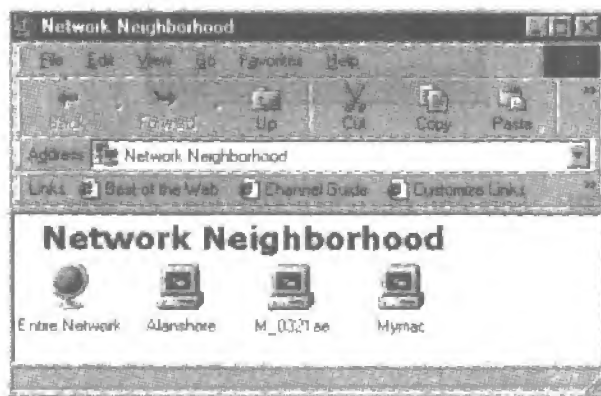 Network Neighborhood
File Edit View Go Favorites Help
Back Forward Up Cut Copy Paste »
Address Network Neighborhood
Links Best of the Web Channel Guide Customize Links »
Network Neighborhood
Entire Network Alanshore M_0321ae Mymac